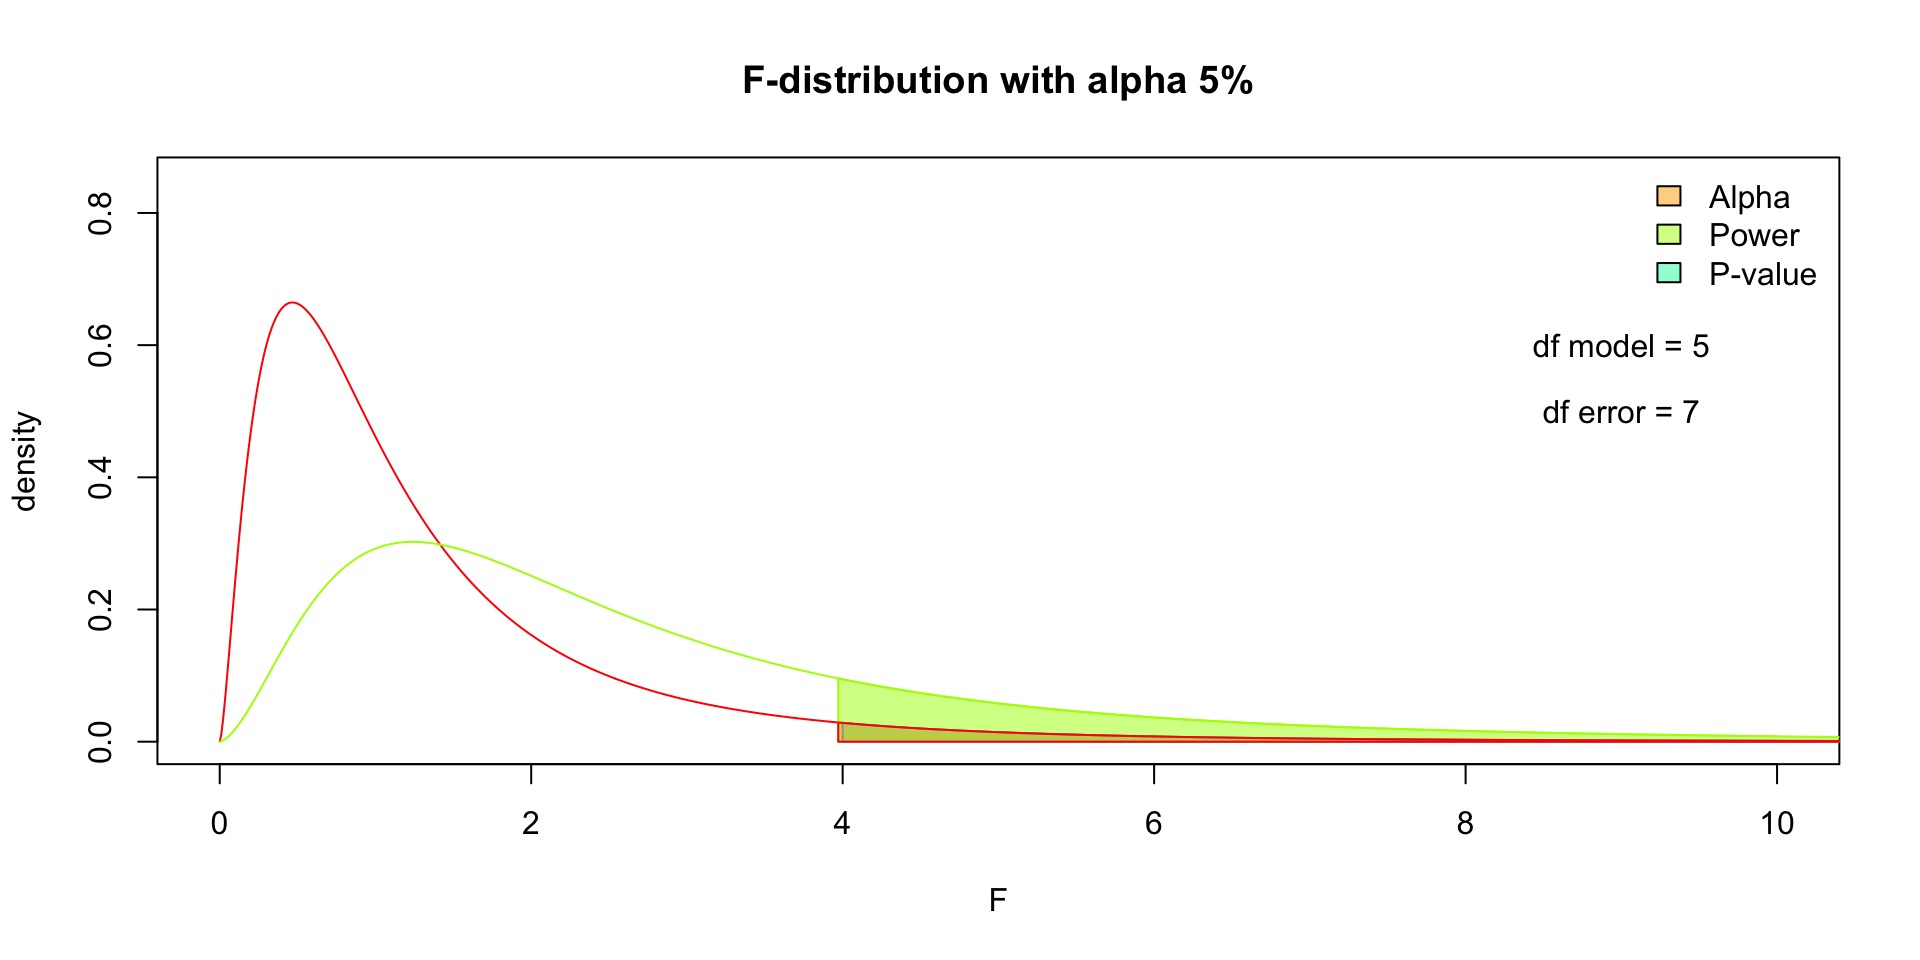 F-distribution with alpha 5%
Alpha
Power
P-value
df model = 5
df error = 7
density
0.8
0.6
0.4
0.2
0.0
0 2 4 6 8 10
F